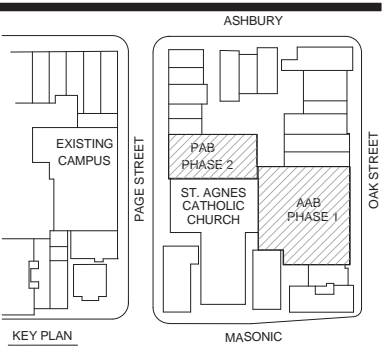 ASHBURY
EXISTING
CAMPUS
PAGE STREET
PAB
PHASE 2
ST. AGNES
CATHOLIC
CHURCH
AAB
PHASE 1
OAK STREET
KEY PLAN
MASONIC